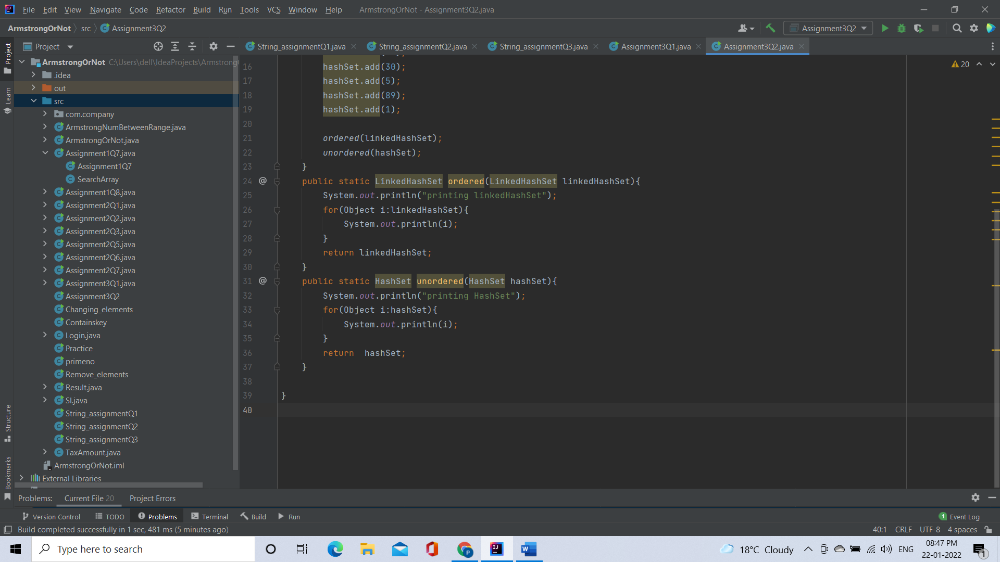 File Edit View Navigate Code Refactor Build Run Tools VCS Window Help ArmstrongOrNot - Assignment3Q2.java
ArmstrongOrNot src Assignment3Q2 Assignment3Q2
Project String_assignmentQ1.java String_assignmentQ2.java String_assignmentQ3.java Assignment3Q1.java Assignment3Q2.java
Project
Learn
Structure
Bookmarks
ArmstrongOrNot C:\Users\dell\IdeaProjects\Armstrong
.idea
out
src
com.company
ArmstrongNumBetweenRange.java
ArmstrongOrNot.java
Assignment1Q7.java
Assignment1Q7
SearchArray
Assignment1Q8.java
Assignment2Q1.java
Assignment2Q2.java
Assignment2Q3.java
Assignment2Q5.java
Assignment2Q6.java
Assignment2Q7.java
Assignment3Q1.java
Assignment3Q2
Changing_elements
Containskey
Login.java
Practice
primeno
Remove_elements
Result.java
SI.java
String_assignmentQ1
String_assignmentQ2
String_assignmentQ3
TaxAmount.java
ArmstrongOrNot.iml
External Libraries
20
16 hashSet.add(30);
17 hashSet.add(5);
18 hashSet.add(89);
19 hashSet.add(1);
20
21 ordered(linkedHashSet);
22 unordered(hashSet);
23 }
24 @ public static LinkedHashSet ordered(LinkedHashSet linkedHashSet){
25 System.out.println("printing linkedHashSet");
26 for(Object i:linkedHashSet){
27 System.out.println(i);
28 }
29 return linkedHashSet;
30 }
31 @ public static HashSet unordered(HashSet hashSet){
32 System.out.println("printing HashSet");
33 for(Object i:hashSet){
34 System.out.println(i);
35 }
36 return  hashSet;
37 }
38
39 }
40
Problems: Current File 20 Project Errors
Version Control TODO Problems Terminal Build Run 1 Event Log
Build completed successfully in 1 sec, 481 ms (5 minutes ago) 40:1 CRLF UTF-8 4 spaces
Type here to search 18°C Cloudy ENG 08:47 PM
22-01-2022 1